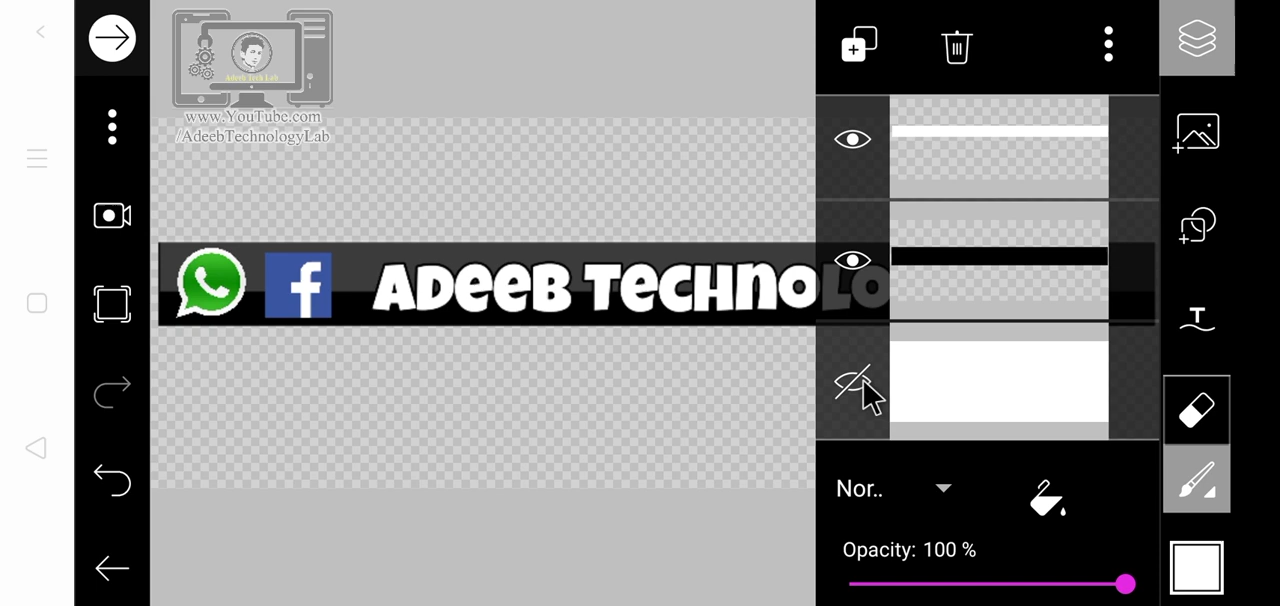 Adeeb Tech Lab
www.YouTube.com
/AdeebTechnologyLab
ADEEB TECHNOLO
Nor..
Opacity: 100 %
T